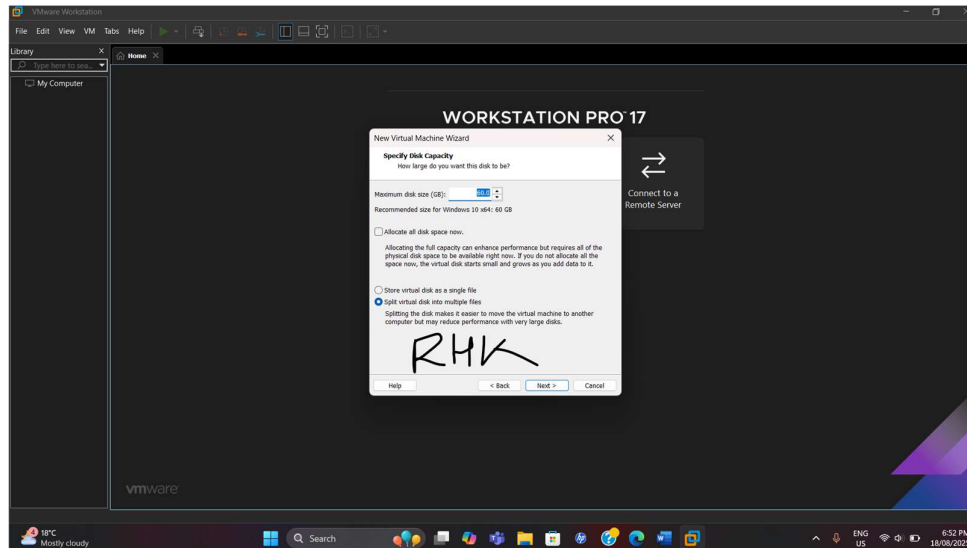 VMware Workstation
File Edit View VM Tabs Help
Library X
Home X
Type here to sea...
My Computer
WORKSTATION PRO™ 17
New Virtual Machine Wizard
Specify Disk Capacity
How large do you want this disk to be?
Maximum disk size (GB): 60.0
Recommended size for Windows 10 x64: 60 GB
Allocate all disk space now.
Allocating the full capacity can enhance performance but requires all of the
physical disk space to be available right now. If you do not allocate all the
space now, the virtual disk starts small and grows as you add data to it.
Store virtual disk as a single file
Split virtual disk into multiple files
Splitting the disk makes it easier to move the virtual machine to another
computer but may reduce performance with very large disks.
RHK
Help < Back Next > Cancel
Connect to a
Remote Server
vmware
4 18°C
Mostly cloudy
Search
ENG
US
6:52 PM
18/08/202